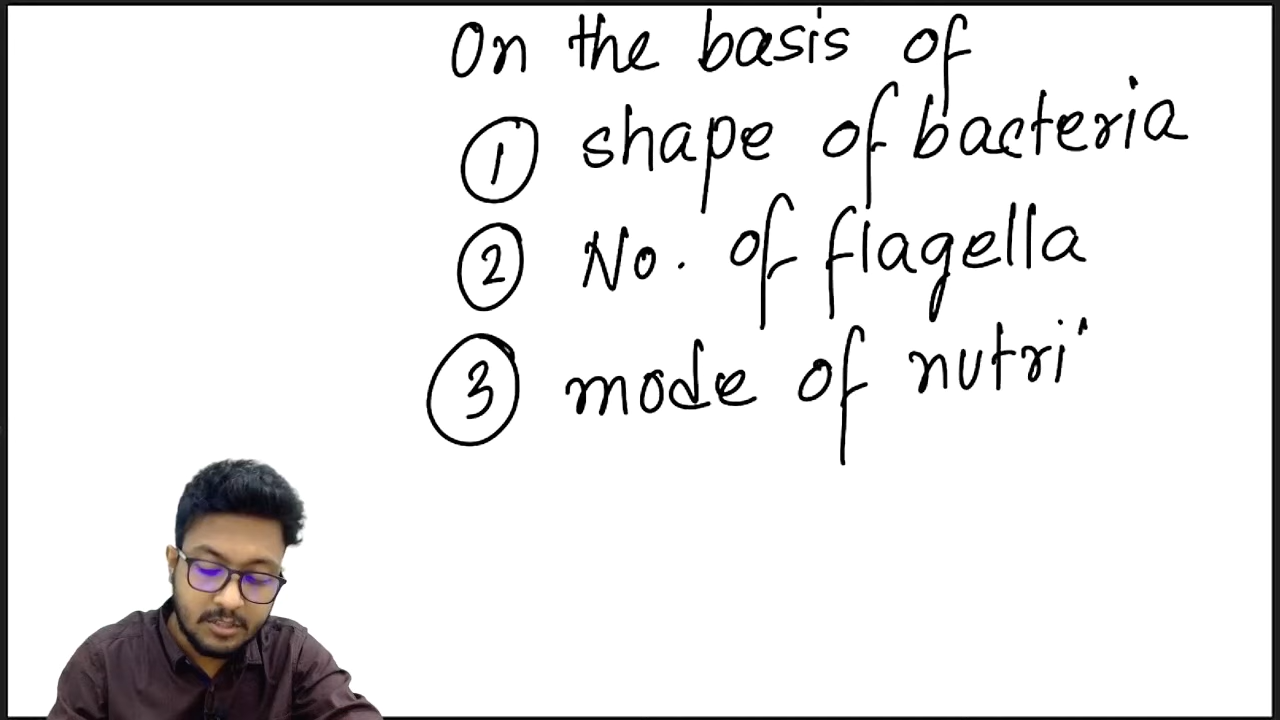 On the basis of
① shape of bacteria
② No. of flagella
③ mode of nutri